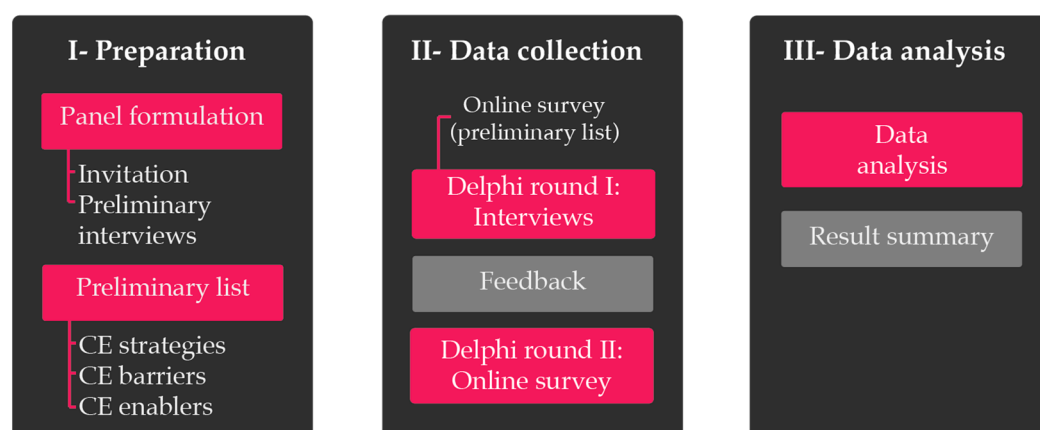 I- Preparation
Panel formulation
Invitation
Preliminary
interviews
Preliminary list
CE strategies
CE barriers
CE enablers
II- Data collection
Online survey
(preliminary list)
Delphi round I:
Interviews
Feedback
Delphi round II:
Online survey
III- Data analysis
Data
analysis
Result summary